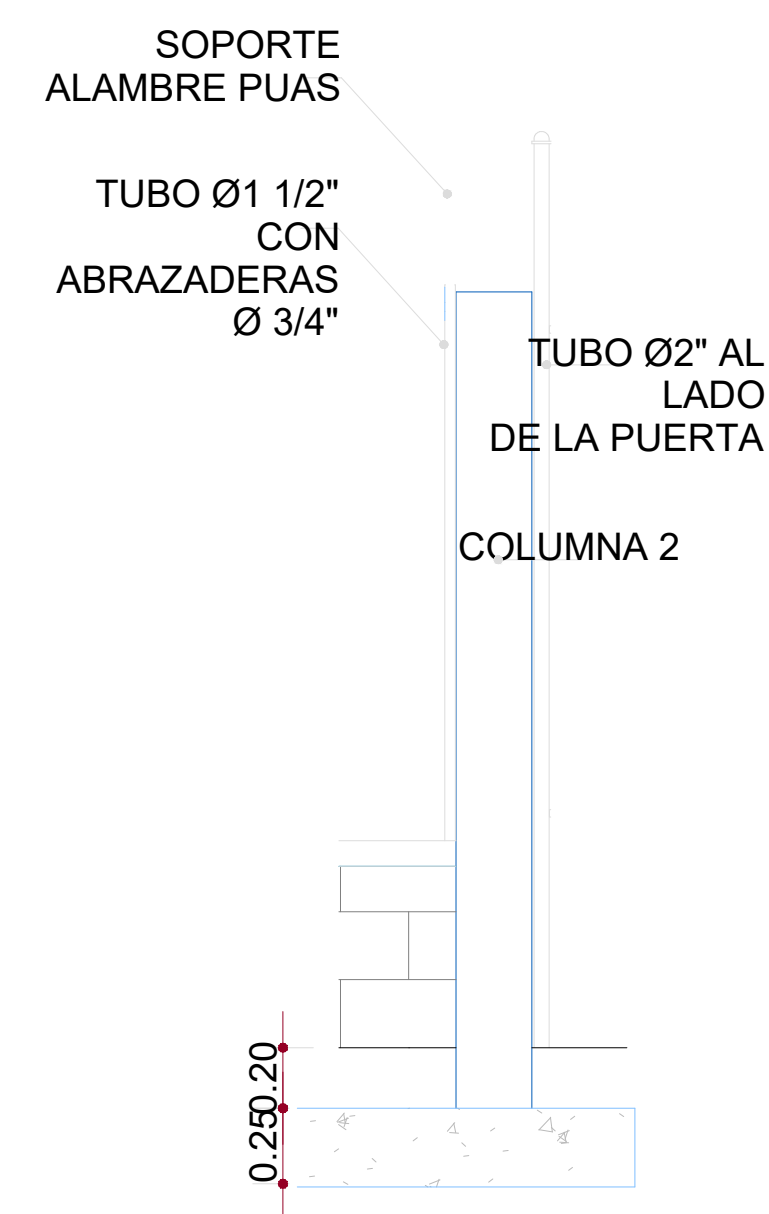 SOPORTE
ALAMBRE PUAS
TUBO Ø1 1/2"
CON
ABRAZADERAS
Ø 3/4"
TUBO Ø2" AL
LADO
DE LA PUERTA
COLUMNA 2
0.20
0.25